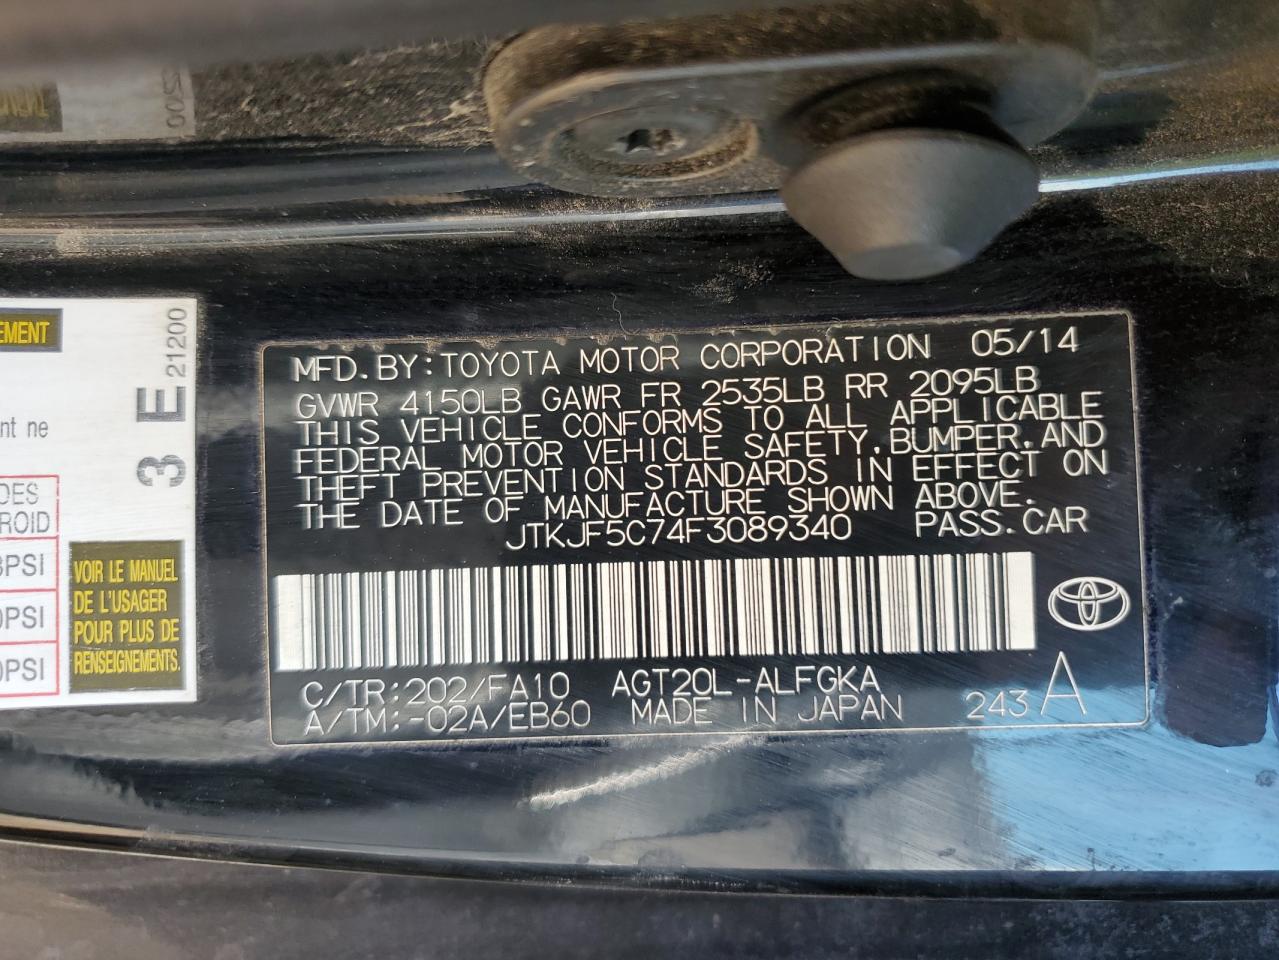 00500
EMENT
21200
3 E
nt ne
DES
ROID
PSI
PSI
PSI
VOIR LE MANUEL
DE L'USAGER
POUR PLUS DE
RENSEIGNEMENTS.
MFD. BY: TOYOTA MOTOR CORPORATION 05/14
GVWR 4150LB GAWR FR 2535LB RR 2095LB
THIS VEHICLE CONFORMS TO ALL APPLICABLE
FEDERAL MOTOR VEHICLE SAFETY, BUMPER, AND
THEFT PREVENTION STANDARDS IN EFFECT ON
THE DATE OF MANUFACTURE SHOWN ABOVE.
JTKJF5C74F3089340 PASS. CAR
C/TR: 202/FA10 AGT20L-ALFGKA
A/TM: -02A/EB60 MADE IN JAPAN 243 A